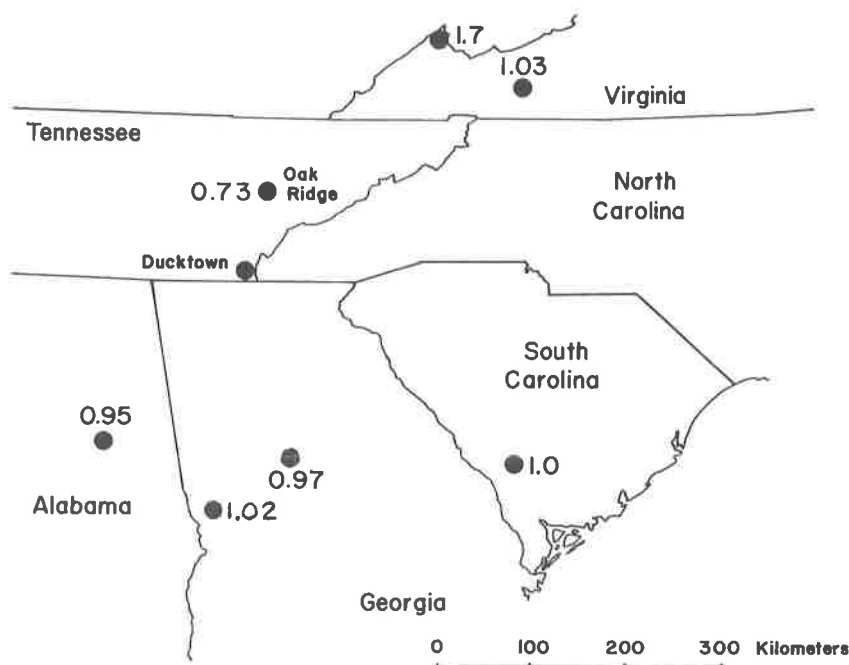 1.7
1.03
Virginia
Tennessee
Oak
Ridge
0.73
North
Carolina
Ducktown
South
Carolina
0.95
0.97
1.0
Alabama
1.02
Georgia
0 100 200 300 Kilometers